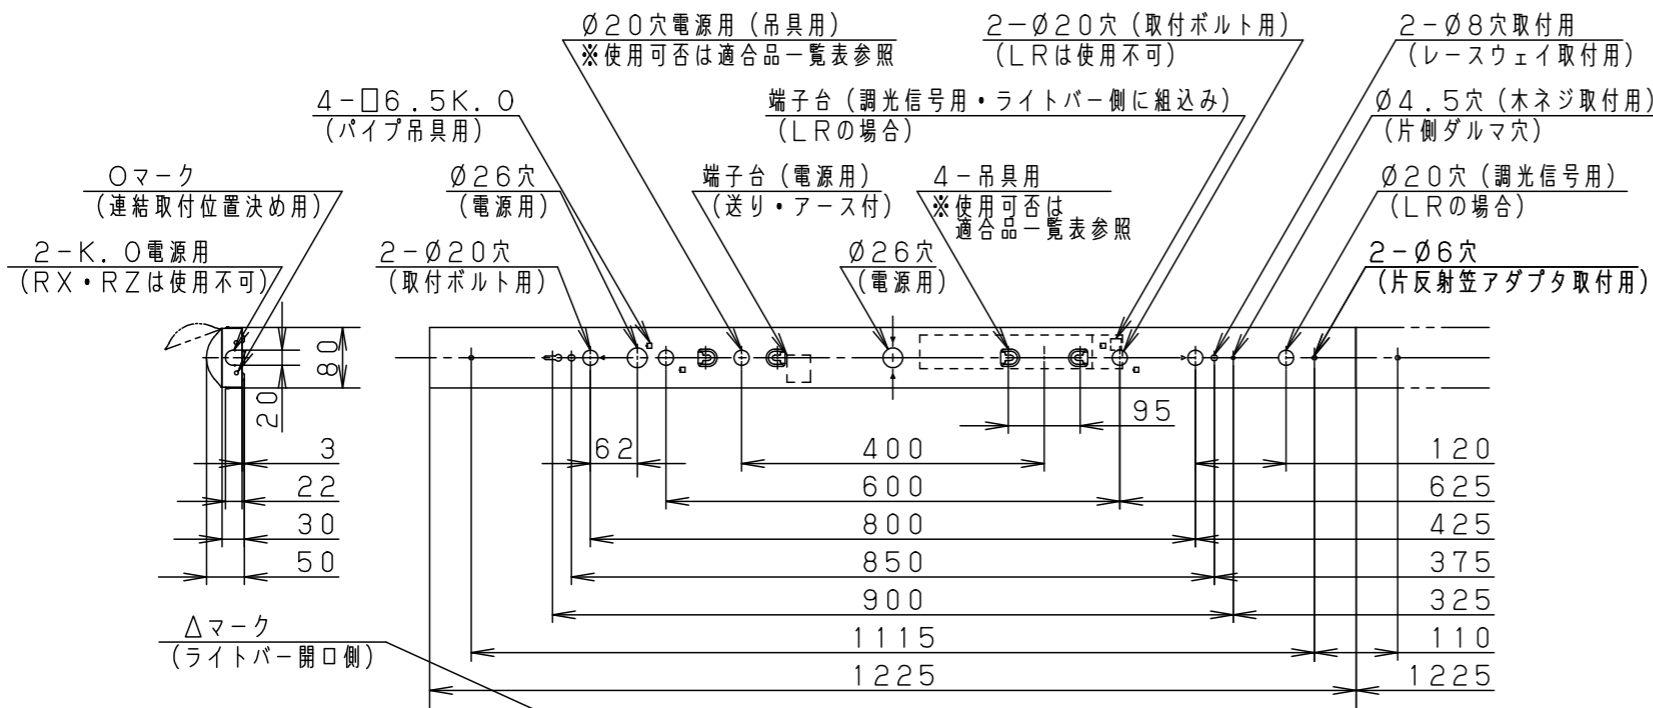 Ø20穴電源用（吊具用）
※使用可否は適合品一覧表参照
2－Ø20穴（取付ボルト用）
（LRは使用不可）
2－Ø8穴取付用
（レースウェイ取付用）
4－□6.5K.O
（パイプ吊具用）
端子台（調光信号用・ライトバー側に組込み）
（LRの場合）
Ø4.5穴（木ネジ取付用）
（片側ダルマ穴）
Oマーク
（連結取付位置決め用）
Ø26穴
（電源用）
端子台（電源用）
（送り・アース付）
4－吊具用
※使用可否は
適合品一覧表参照
Ø20穴（調光信号用）
（LRの場合）
2－K.O電源用
（RX・RZは使用不可）
2－Ø20穴
（取付ボルト用）
Ø26穴
（電源用）
2－Ø6穴
（片反射笠アダプタ取付用）
80
20
95
3
62
400
120
22
600
625
30
800
425
50
850
375
900
325
△マーク
（ライトバー開口側）
1115
110
1225
1225